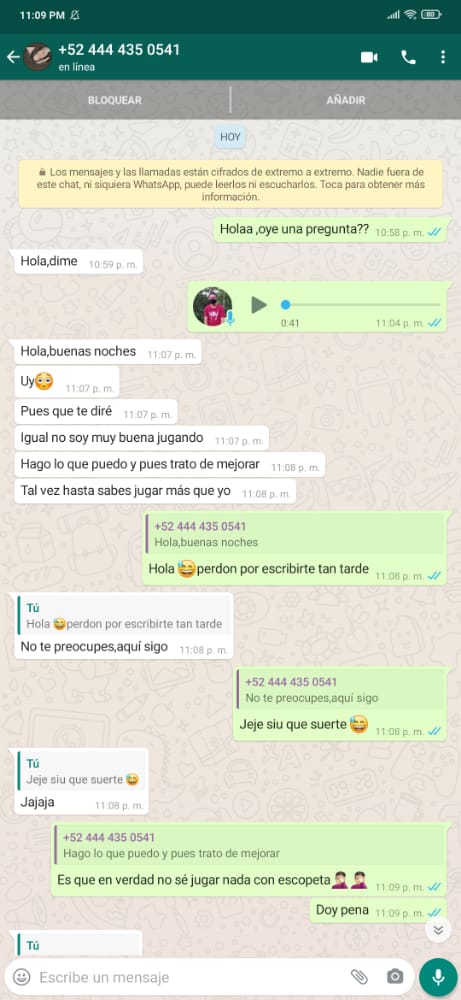 11:09 PM
80
+52 444 435 0541
en línea
BLOQUEAR
AÑADIR
HOY
Los mensajes y las llamadas están cifrados de extremo a extremo. Nadie fuera de
este chat, ni siquiera WhatsApp, puede leerlos ni escucharlos. Toca para obtener más
información.
Holaa ,oye una pregunta?? 10:58 p. m.
Hola,dime 10:59 p. m.
0:41 11:04 p. m.
Hola,buenas noches 11:07 p. m.
Uy😳 11:07 p. m.
Pues que te diré 11:07 p. m.
Igual no soy muy buena jugando 11:07 p. m.
Hago lo que puedo y pues trato de mejorar 11:08 p. m.
Tal vez hasta sabes jugar más que yo 11:08 p. m.
+52 444 435 0541
Hola,buenas noches
Hola 😅perdon por escribirte tan tarde 11:08 p. m.
Tú
Hola 😅perdon por escribirte tan tarde
No te preocupes,aquí sigo 11:08 p. m.
+52 444 435 0541
No te preocupes,aquí sigo
Jeje siu que suerte 😅 11:08 p. m.
Tú
Jeje siu que suerte 😅
Jajaja 11:08 p. m.
+52 444 435 0541
Hago lo que puedo y pues trato de mejorar
Es que en verdad no sé jugar nada con escopeta🤦🏻‍♂️🤦🏻‍♂️ 11:09 p. m.
Doy pena 11:09 p. m.
Tú
Escribe un mensaje